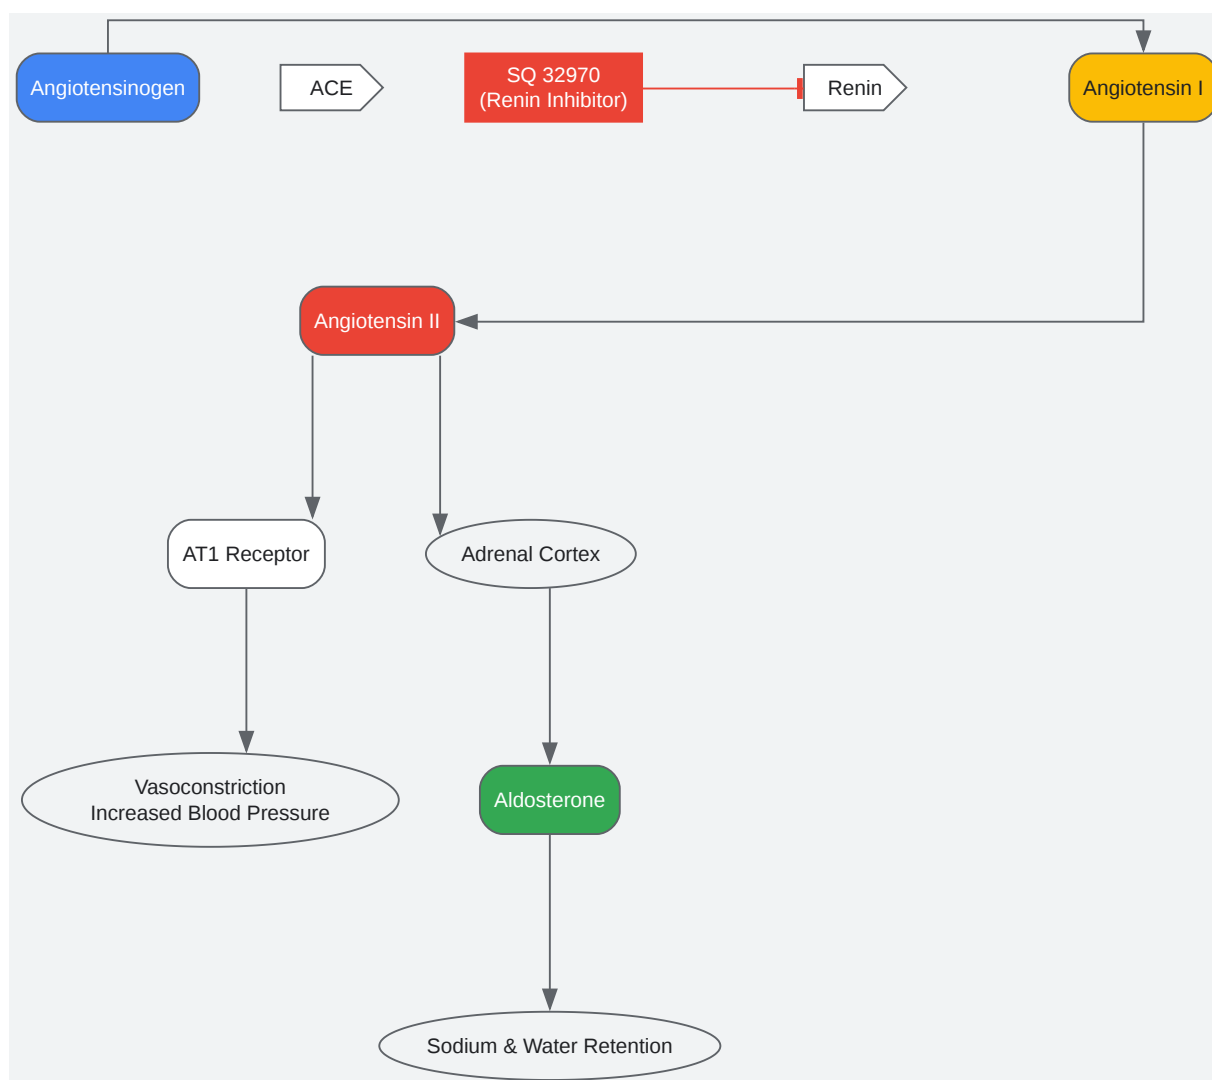 Angiotensinogen
ACE
SQ 32970
(Renin Inhibitor)
Renin
Angiotensin I
Angiotensin II
AT1 Receptor
Adrenal Cortex
Vasoconstriction
Increased Blood Pressure
Aldosterone
Sodium & Water Retention